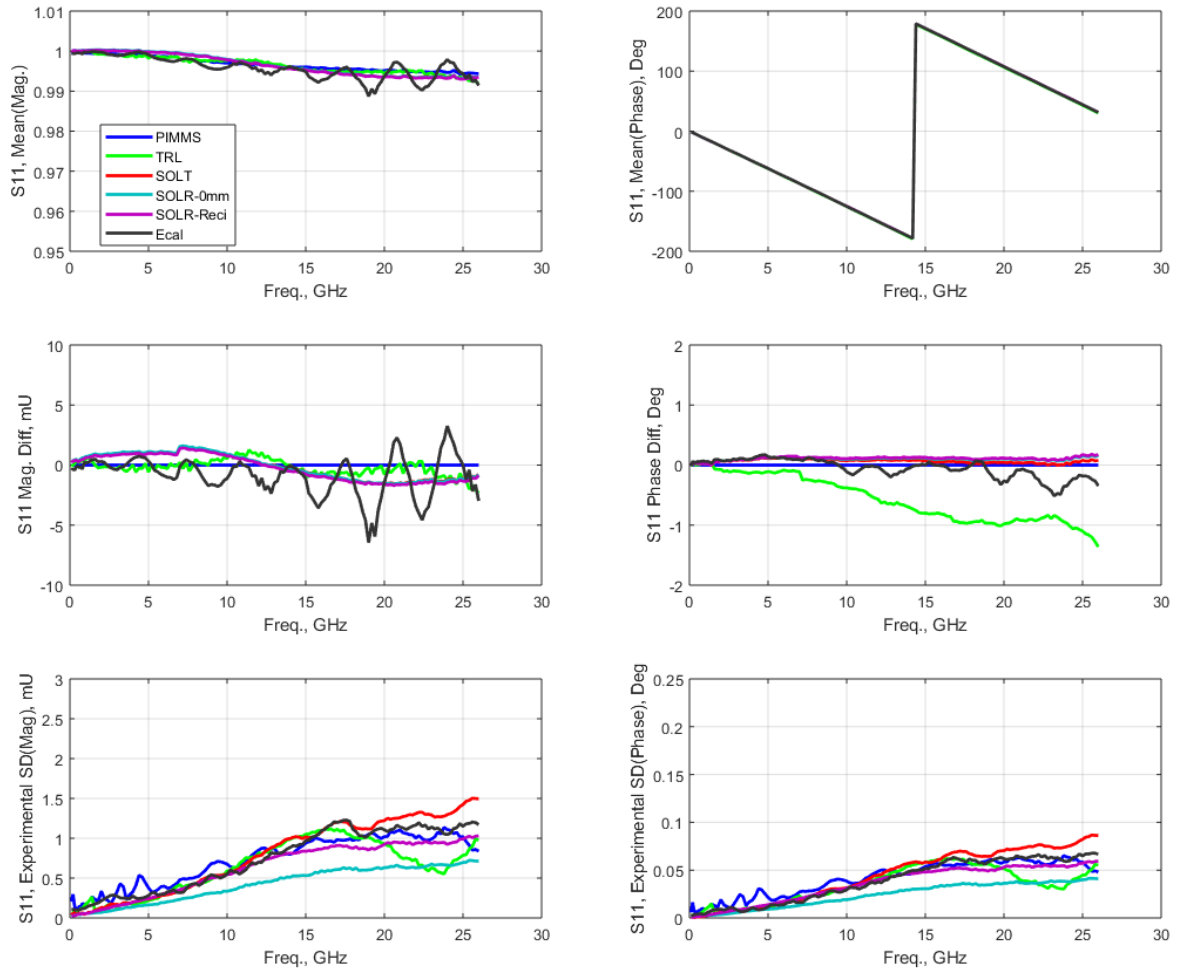 1.01
1
0.99
0.98
0.97
0.96
0.95
S11, Mean(Mag.)
PIMMS
TRL
SOLT
SOLR-0mm
SOLR-Reci
Ecal
0 5 10 15 20 25 30
Freq., GHz
200
100
0
-100
-200
S11, Mean(Phase), Deg
0 5 10 15 20 25 30
Freq., GHz
10
5
0
-5
-10
S11 Mag. Diff, mU
0 5 10 15 20 25 30
Freq., GHz
2
1
0
-1
-2
S11 Phase Diff, Deg
0 5 10 15 20 25 30
Freq., GHz
3
2.5
2
1.5
1
0.5
0
S11, Experimental SD(Mag), mU
0 5 10 15 20 25 30
Freq., GHz
0.25
0.2
0.15
0.1
0.05
0
S11, Experimental SD(Phase), Deg
0 5 10 15 20 25 30
Freq., GHz